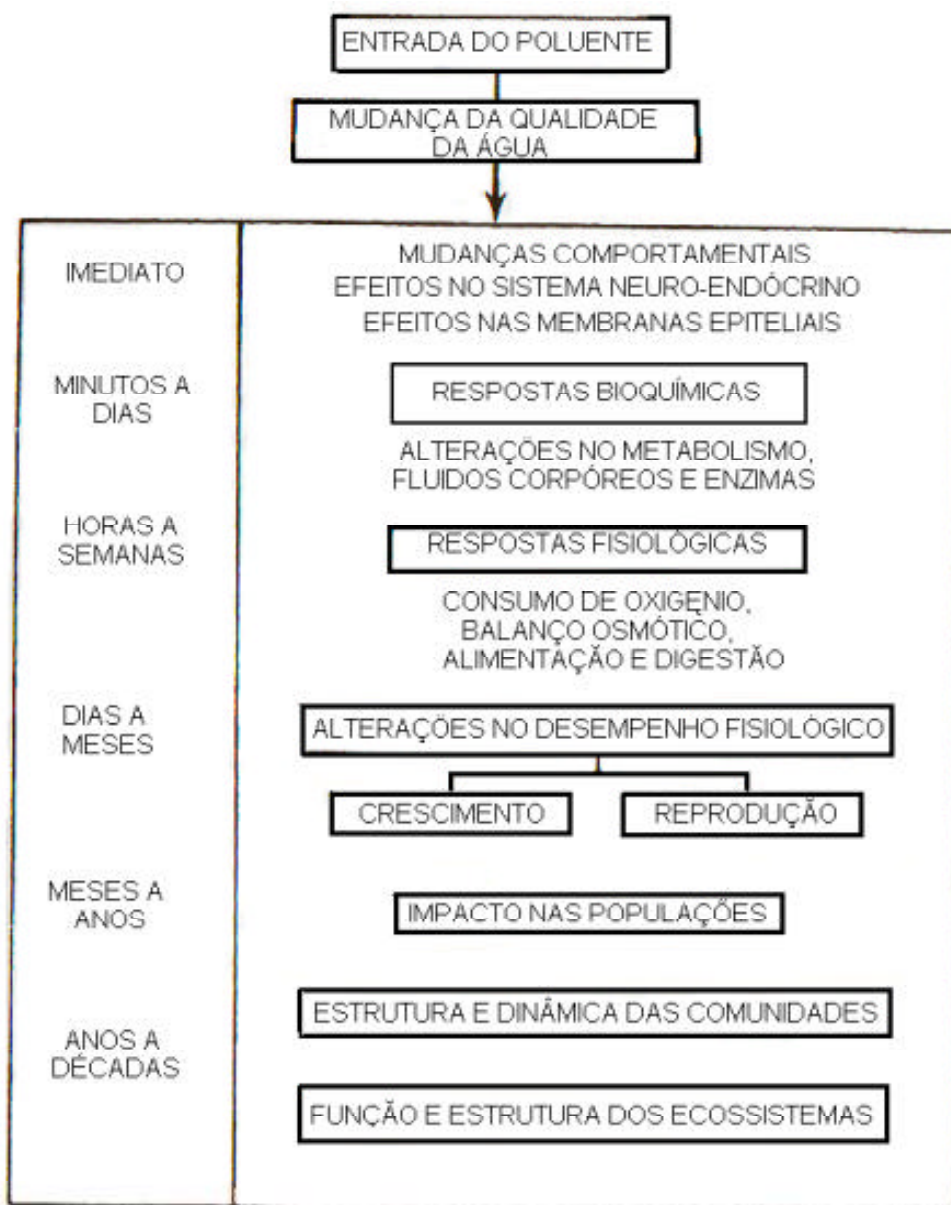 ENTRADA DO POLUENTE
MUDANÇA DA QUALIDADE
DA ÁGUA
IMEDIATO
MUDANÇAS COMPORTAMENTAIS
EFEITOS NO SISTEMA NEURO-ENDÓCRINO
EFEITOS NAS MEMBRANAS EPITELIAIS
MINUTOS A
DIAS
RESPOSTAS BIOQUÍMICAS
ALTERAÇÕES NO METABOLISMO,
FLUIDOS CORPÓREOS E ENZIMAS
HORAS A
SEMANAS
RESPOSTAS FISIOLÓGICAS
CONSUMO DE OXIGENIO,
BALANÇO OSMÓTICO,
ALIMENTAÇÃO E DIGESTÃO
DIAS A
MESES
ALTERAÇÕES NO DESEMPENHO FISIOLÓGICO
CRESCIMENTO
REPRODUÇÃO
MESES A
ANOS
IMPACTO NAS POPULAÇÕES
ANOS A
DÉCADAS
ESTRUTURA E DINÂMICA DAS COMUNIDADES
FUNÇÃO E ESTRUTURA DOS ECOSSISTEMAS